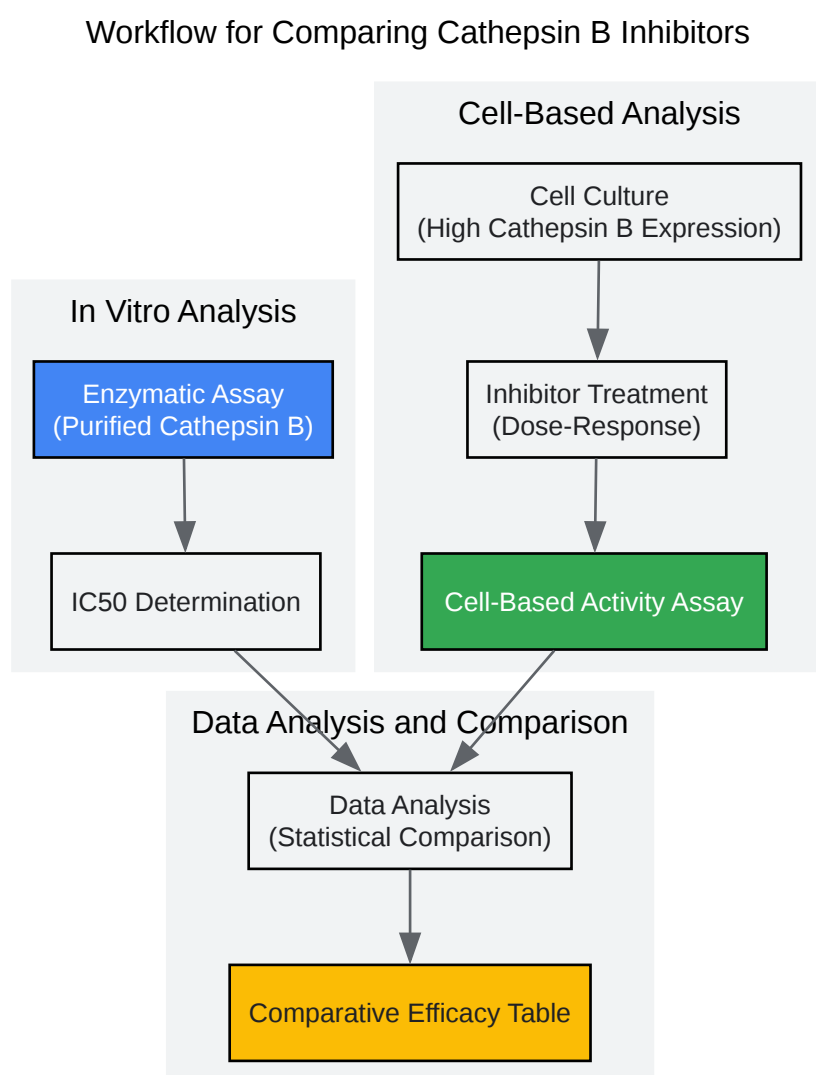 Workflow for Comparing Cathepsin B Inhibitors
Cell-Based Analysis
Cell Culture
(High Cathepsin B Expression)
In Vitro Analysis
Enzymatic Assay
(Purified Cathepsin B)
Inhibitor Treatment
(Dose-Response)
IC50 Determination
Cell-Based Activity Assay
Data Analysis and Comparison
Data Analysis
(Statistical Comparison)
Comparative Efficacy Table